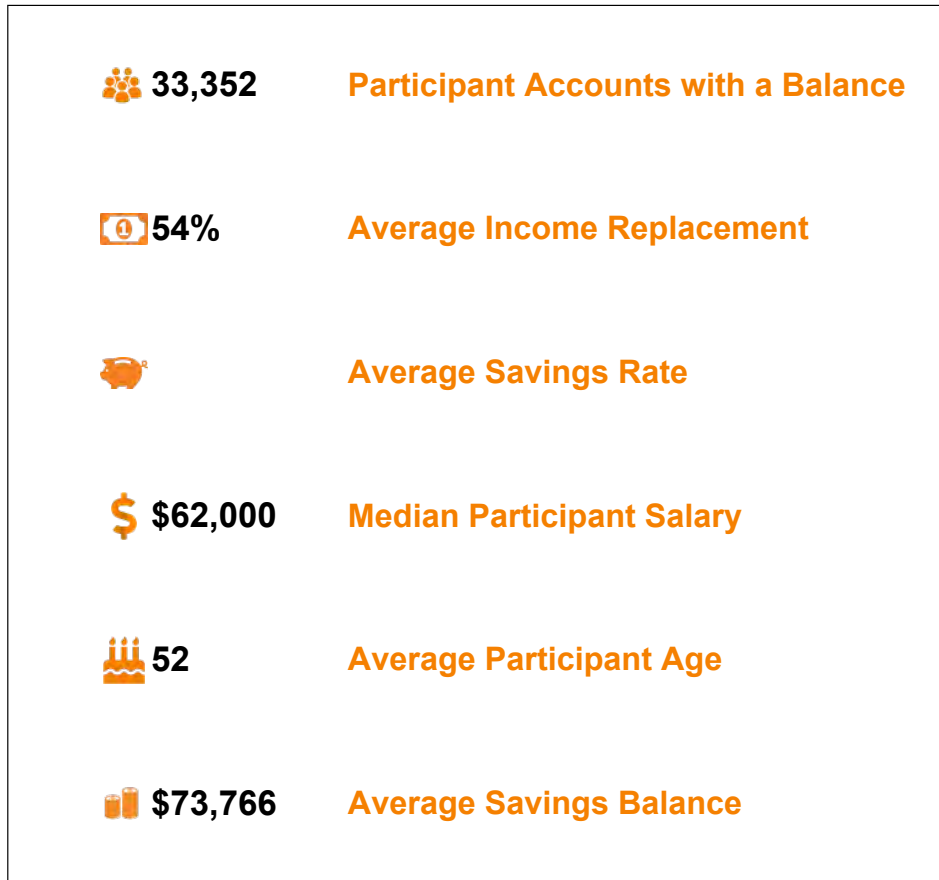 33,352 Participant Accounts with a Balance
1 54% Average Income Replacement
Average Savings Rate
$ $62,000 Median Participant Salary
52 Average Participant Age
$73,766 Average Savings Balance